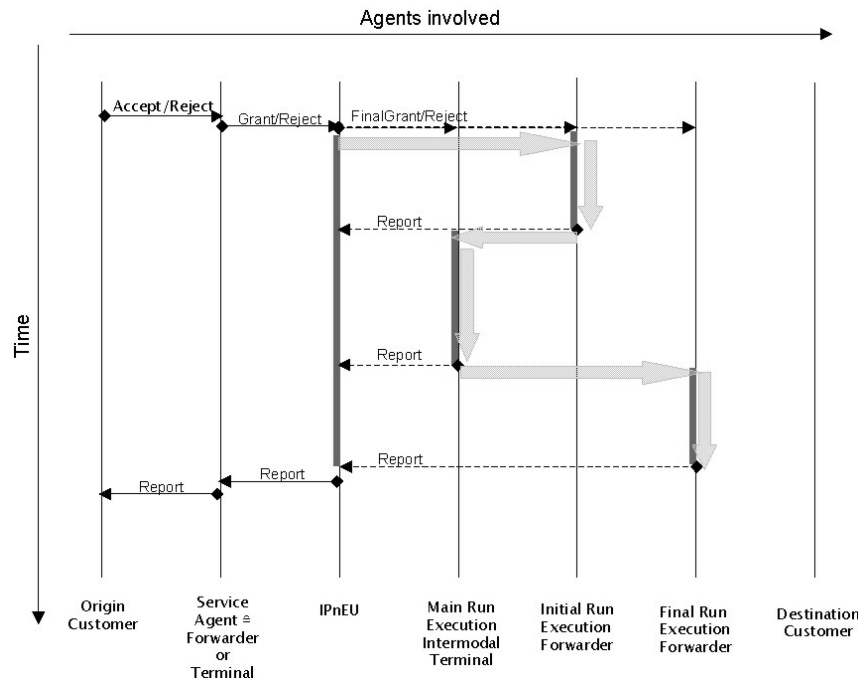 Agents involved
Time
Accept/Reject
Grant/Reject
FinalGrant/Reject
Report
Report
Report
Report
Report
Origin
Customer
Service
Agent ≙
Forwarder
or
Terminal
IPnEU
Main Run
Execution
Intermodal
Terminal
Initial Run
Execution
Forwarder
Final Run
Execution
Forwarder
Destination
Customer